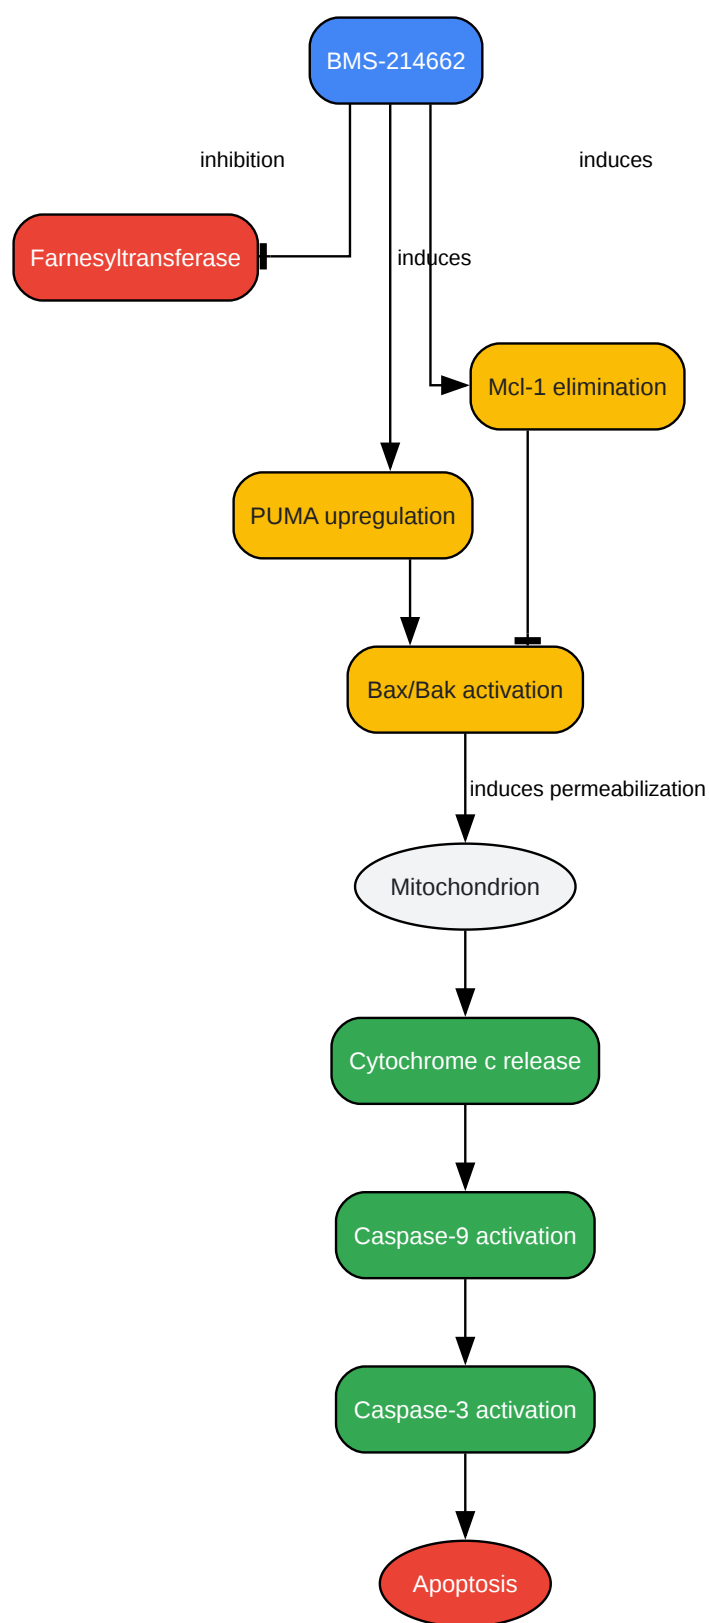 BMS-214662
inhibition
induces
Farnesyltransferase
induces
Mcl-1 elimination
PUMA upregulation
Bax/Bak activation
induces permeabilization
Mitochondrion
Cytochrome c release
Caspase-9 activation
Caspase-3 activation
Apoptosis